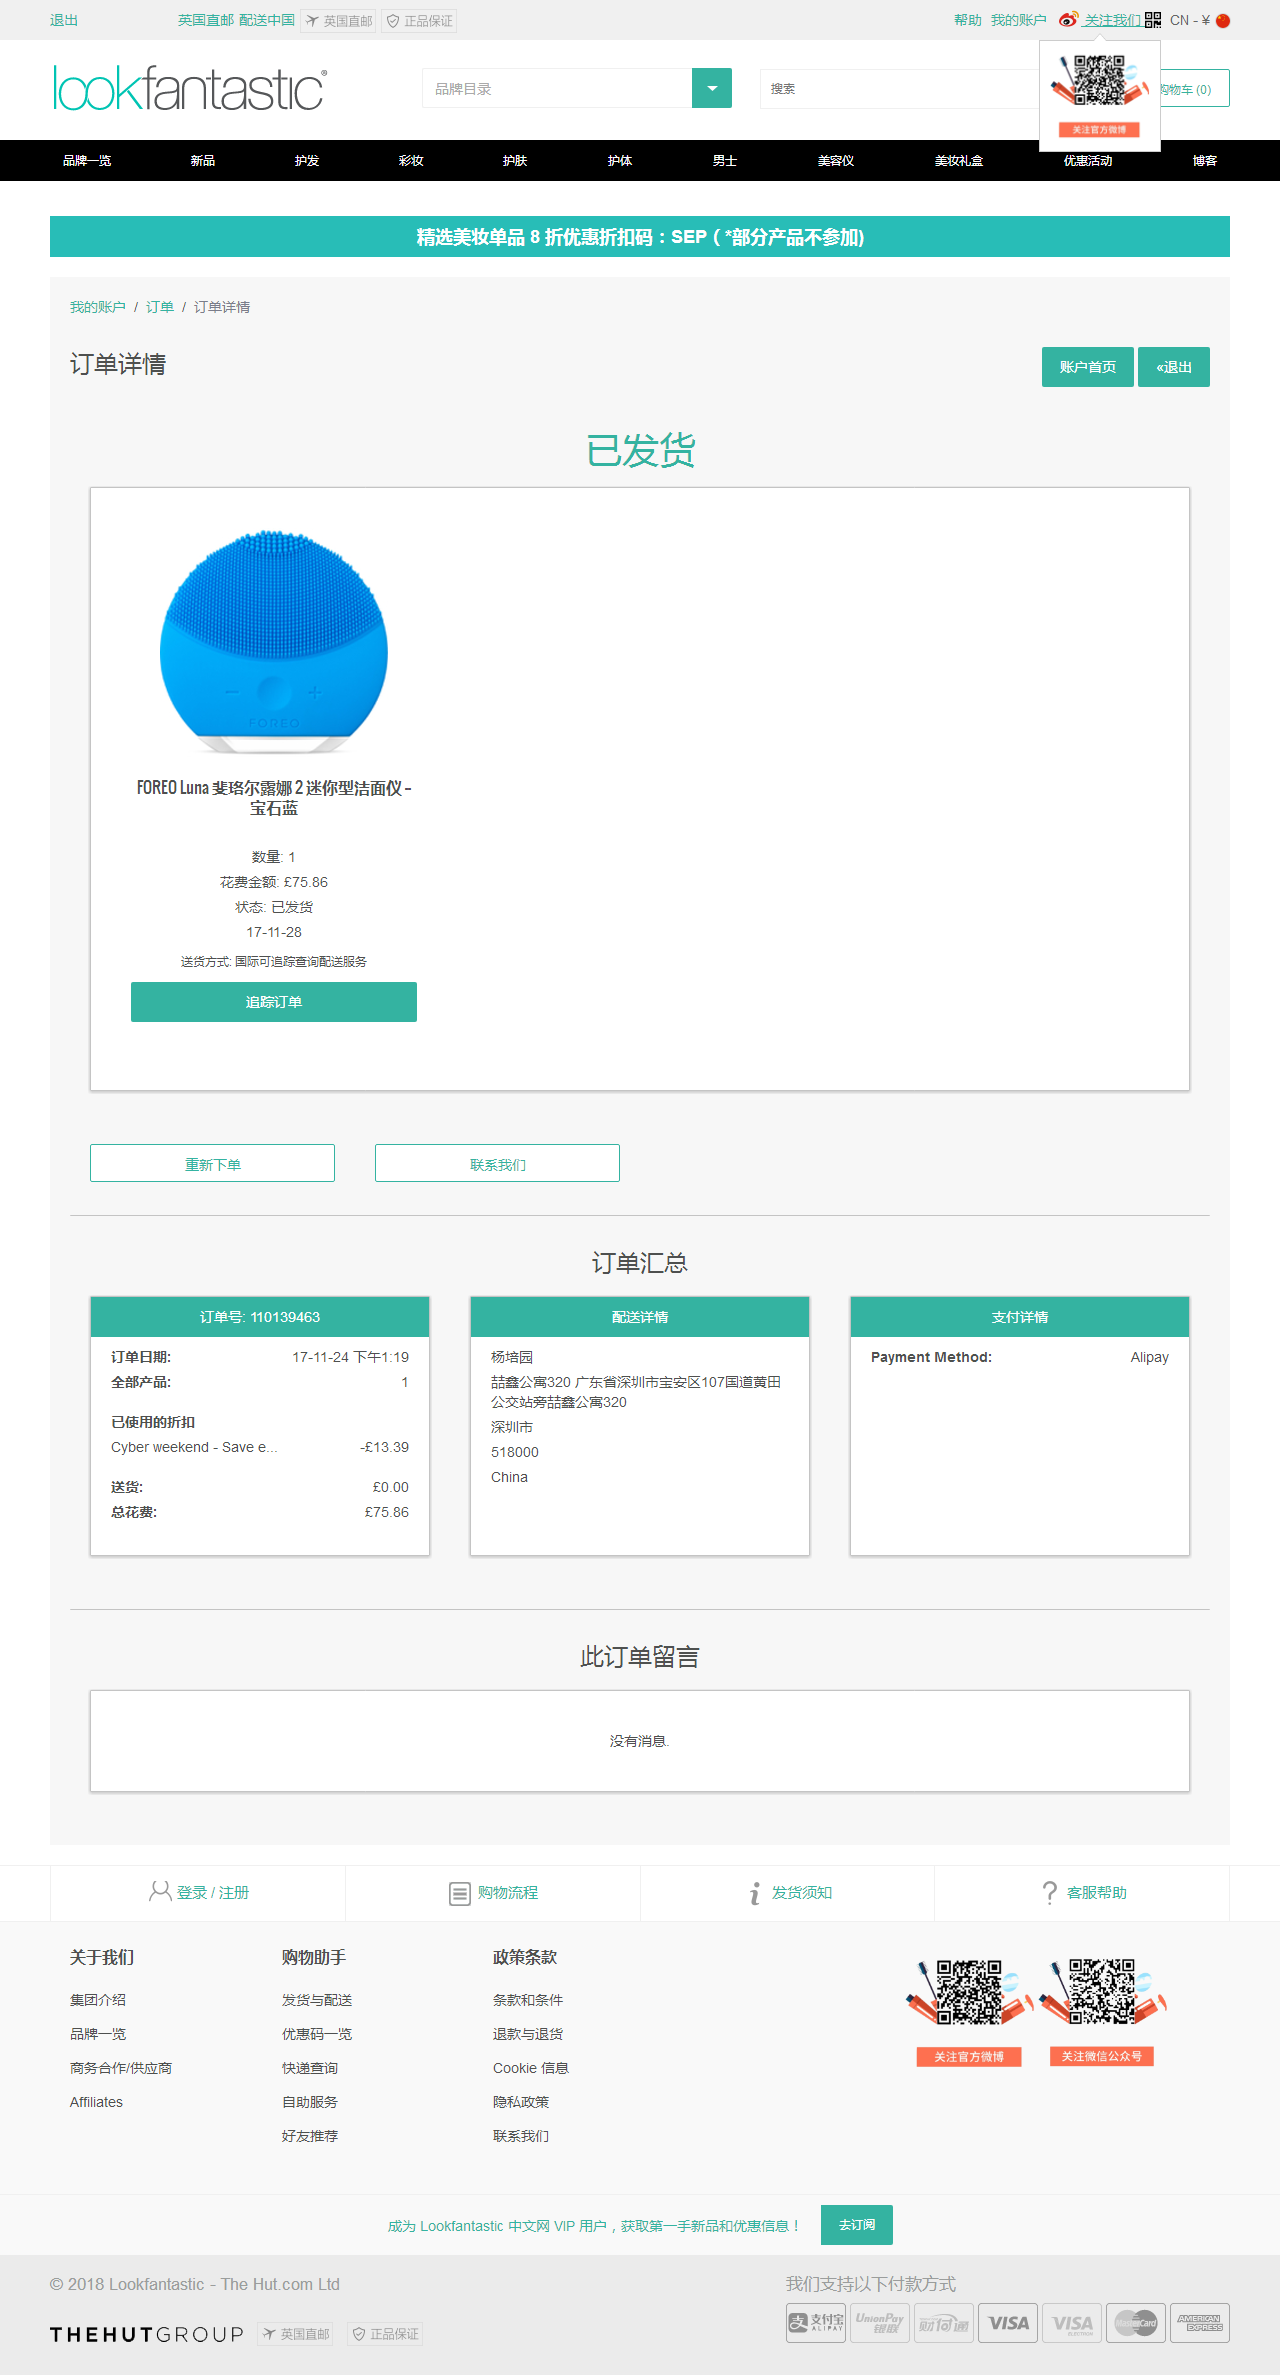 退出
英国直邮 配送中国 英国直邮 正品保证
帮助 我的账户 关注我们 CN - ¥
lookfantastic®
品牌目录
搜索
购物车 (0)
关注官方微博
品牌一览 新品 护发 彩妆 护肤 护体 男士 美容仪 美妆礼盒 优惠活动 博客
精选美妆单品 8 折优惠折扣码：SEP ( *部分产品不参加)
我的账户 / 订单 / 订单详情
订单详情
账户首页 «退出
已发货
FOREO
FOREO Luna 斐珞尔露娜 2 迷你型洁面仪 -
宝石蓝
数量: 1
花费金额: £75.86
状态: 已发货
17-11-28
送货方式: 国际可追踪查询配送服务
追踪订单
重新下单 联系我们
订单汇总
订单号: 110139463
订单日期: 17-11-24 下午1:19
全部产品: 1
已使用的折扣
Cyber weekend - Save e... -£13.39
送货: £0.00
总花费: £75.86
配送详情
杨培园
喆鑫公寓320 广东省深圳市宝安区107国道黄田
公交站旁喆鑫公寓320
深圳市
518000
China
支付详情
Payment Method: Alipay
此订单留言
没有消息.
登录 / 注册 购物流程 发货须知 客服帮助
关于我们
集团介绍
品牌一览
商务合作/供应商
Affiliates
购物助手
发货与配送
优惠码一览
快递查询
自助服务
好友推荐
政策条款
条款和条件
退款与退货
Cookie 信息
隐私政策
联系我们
关注官方微博 关注微信公众号
成为 Lookfantastic 中文网 VIP 用户，获取第一手新品和优惠信息！ 去订阅
© 2018 Lookfantastic - The Hut.com Ltd
我们支持以下付款方式
THEHUTGROUP 英国直邮 正品保证
支付宝 ALIPAY UnionPay 银联 财付通 VISA VISA ELECTRON MasterCard AMERICAN EXPRESS